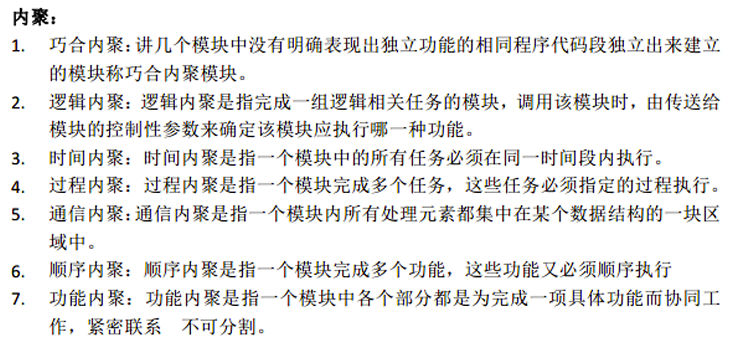 内聚：
1. 巧合内聚：讲几个模块中没有明确表现出独立功能的相同程序代码段独立出来建立
的模块称巧合内聚模块。
2. 逻辑内聚：逻辑内聚是指完成一组逻辑相关任务的模块，调用该模块时，由传送给
模块的控制性参数来确定该模块应执行哪一种功能。
3. 时间内聚：时间内聚是指一个模块中的所有任务必须在同一时间段内执行。
4. 过程内聚：过程内聚是指一个模块完成多个任务，这些任务必须指定的过程执行。
5. 通信内聚：通信内聚是指一个模块内所有处理元素都集中在某个数据结构的一块区
域中。
6. 顺序内聚：顺序内聚是指一个模块完成多个功能，这些功能又必须顺序执行
7. 功能内聚：功能内聚是指一个模块中各个部分都是为完成一项具体功能而协同工
作，紧密联系　不可分割。